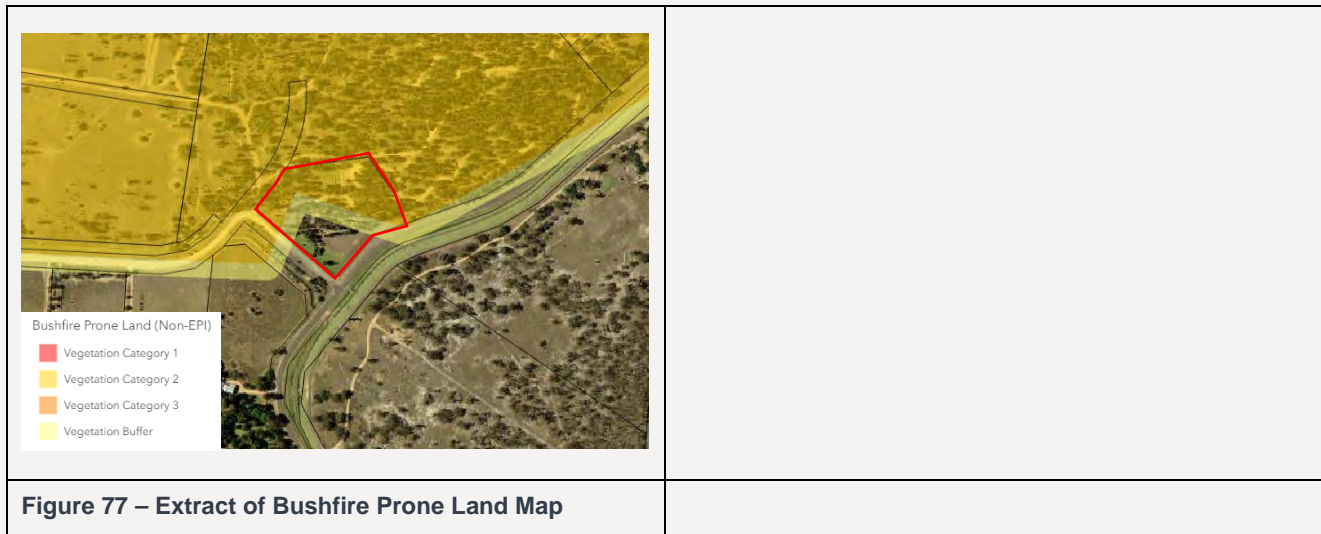 Bushfire Prone Land (Non-EPI)
Vegetation Category 1
Vegetation Category 2
Vegetation Category 3
Vegetation Buffer
Figure 77 – Extract of Bushfire Prone Land Map